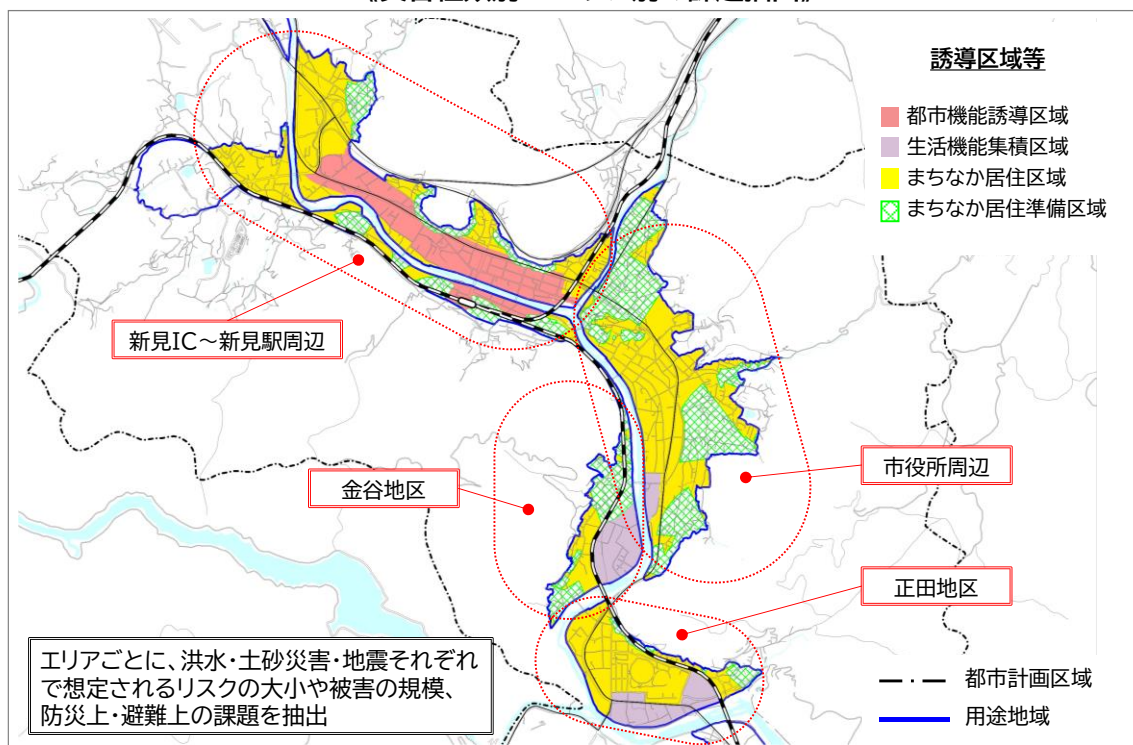 誘導区域等
都市機能誘導区域
生活機能集積区域
まちなか居住区域
まちなか居住準備区域
新見IC～新見駅周辺
金谷地区
市役所周辺
正田地区
エリアごとに、洪水・土砂災害・地震それぞれ
で想定されるリスクの大小や被害の規模、
防災上・避難上の課題を抽出
都市計画区域
用途地域